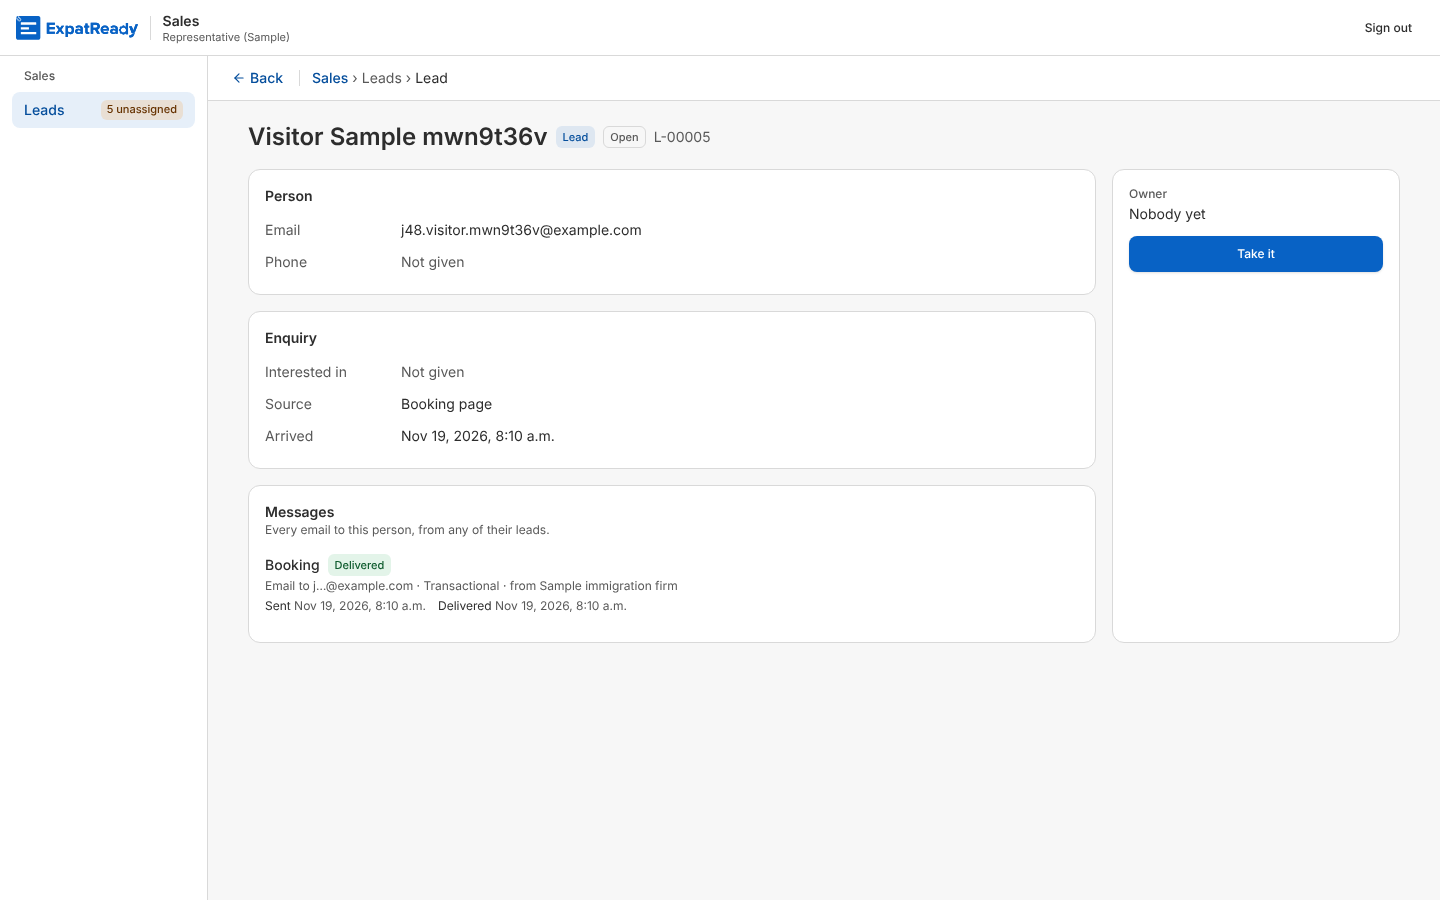 ExpatReady
Sales
Representative (Sample)
Sign out
Sales
Leads 5 unassigned
← Back
Sales › Leads › Lead
Visitor Sample mwn9t36v Lead Open L-00005
Person
Email j48.visitor.mwn9t36v@example.com
Phone Not given
Enquiry
Interested in Not given
Source Booking page
Arrived Nov 19, 2026, 8:10 a.m.
Messages
Every email to this person, from any of their leads.
Booking Delivered
Email to j…@example.com · Transactional · from Sample immigration firm
Sent Nov 19, 2026, 8:10 a.m. Delivered Nov 19, 2026, 8:10 a.m.
Owner
Nobody yet
Take it